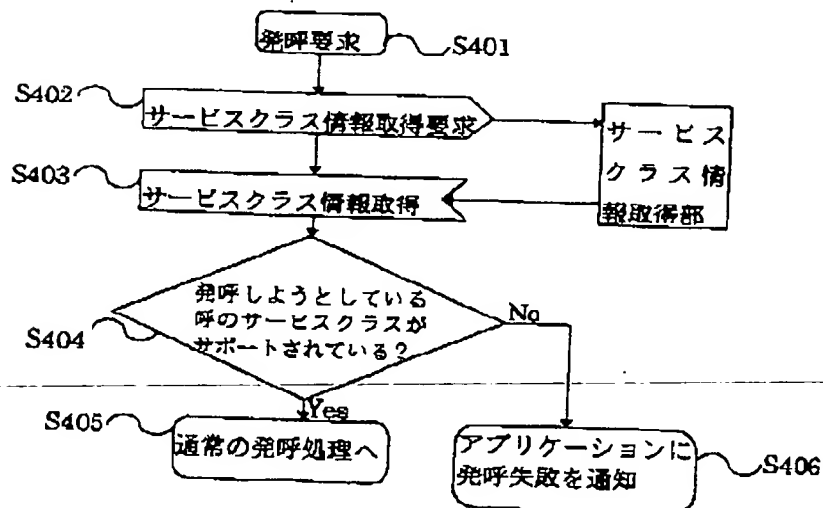 発呼要求
S401
S402
サービスクラス情報取得要求
サービス
クラス情
報取得部
S403
サービスクラス情報取得
発呼しようとしている
呼のサービスクラスが
サポートされている?
S404
No
Yes
S405
通常の発呼処理へ
アプリケーションに
発呼失敗を通知
S406